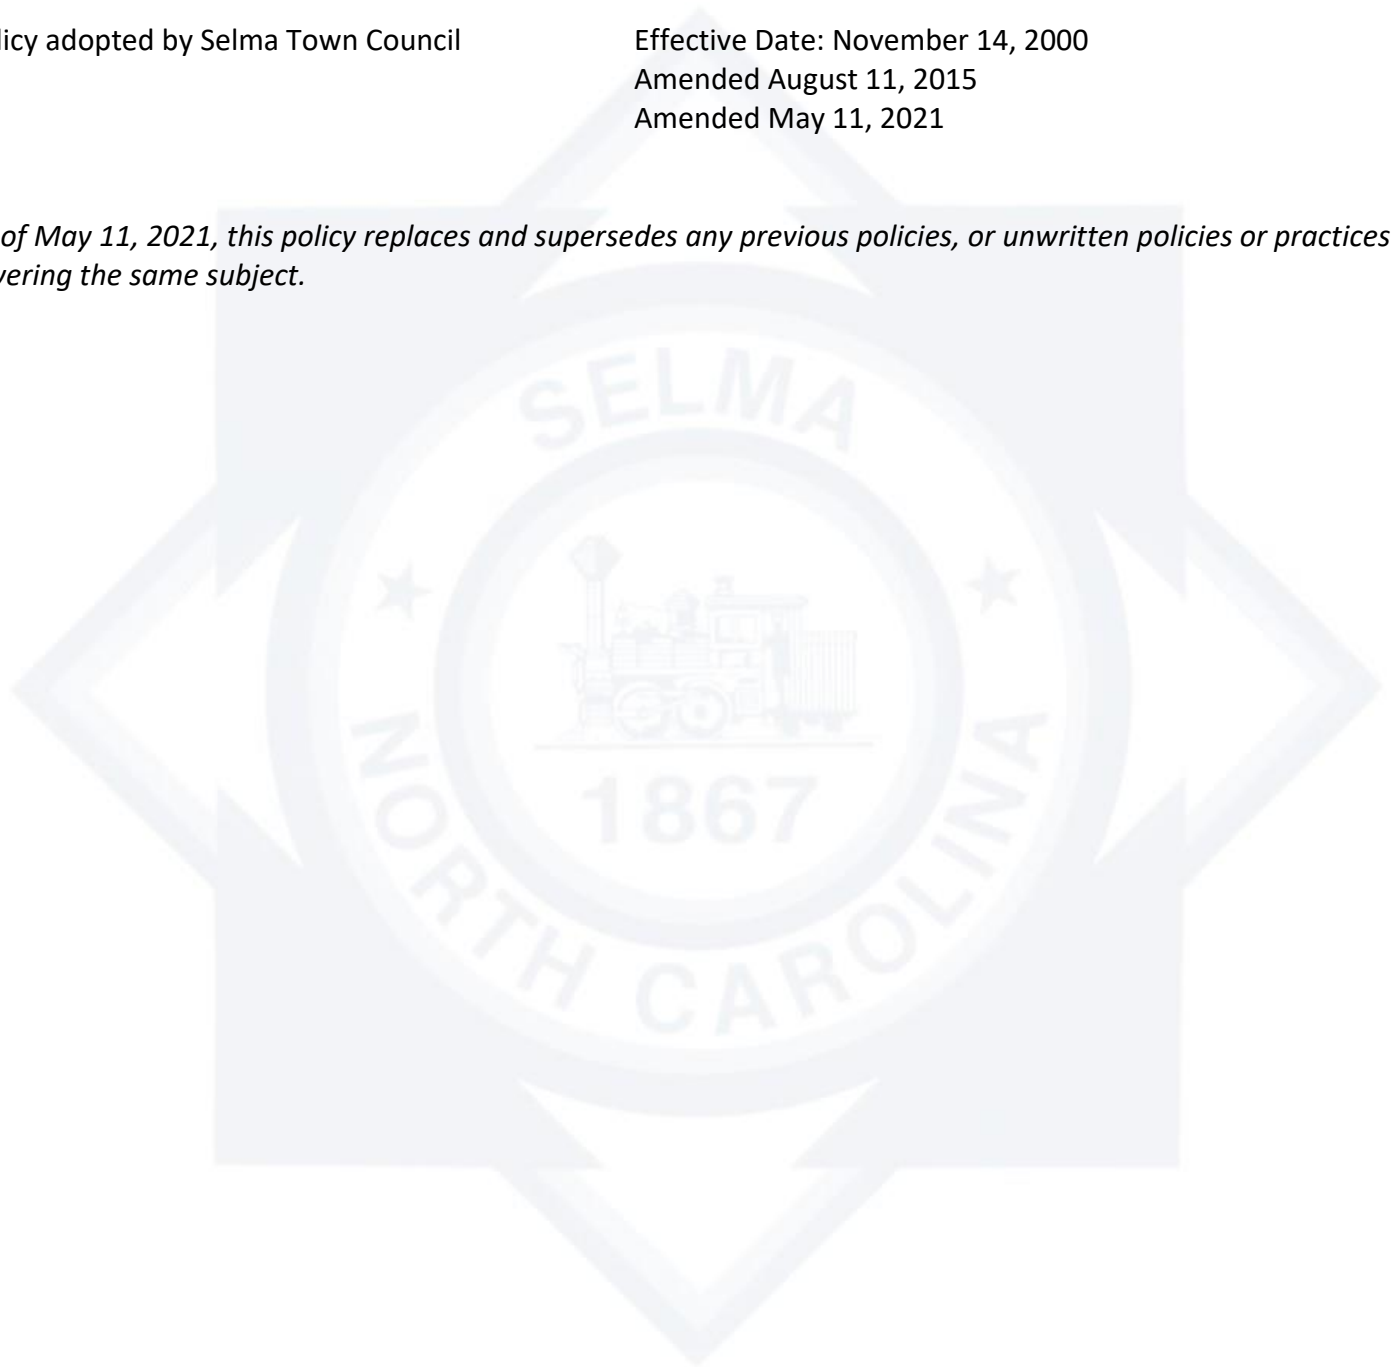 licy adopted by Selma Town Council
Effective Date: November 14, 2000
Amended August 11, 2015
Amended May 11, 2021
of May 11, 2021, this policy replaces and supersedes any previous policies, or unwritten policies or practices
vering the same subject.
SELMA
1867
NORTH CAROLINA